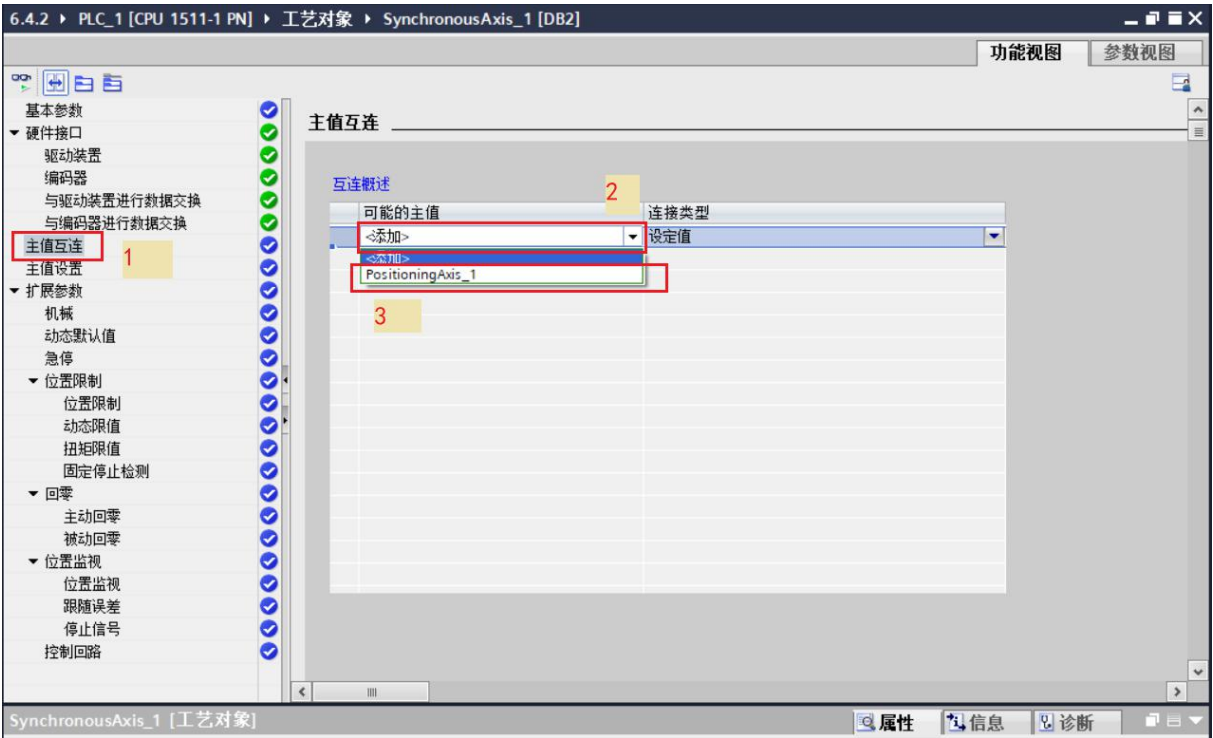 6.4.2 ▸ PLC_1 [CPU 1511-1 PN] ▸ 工艺对象 ▸ SynchronousAxis_1 [DB2]
功能视图 参数视图
基本参数
硬件接口
驱动装置
编码器
与驱动装置进行数据交换
与编码器进行数据交换
主值互连
1
主值设置
扩展参数
机械
动态默认值
急停
位置限制
位置限制
动态限值
扭矩限值
固定停止检测
回零
主动回零
被动回零
位置监视
位置监视
跟随误差
停止信号
控制回路
主值互连
互连概述
2
可能的主值 连接类型
<添加> 设定值
<添加>
PositioningAxis_1
3
SynchronousAxis_1 [工艺对象] 属性 信息 诊断